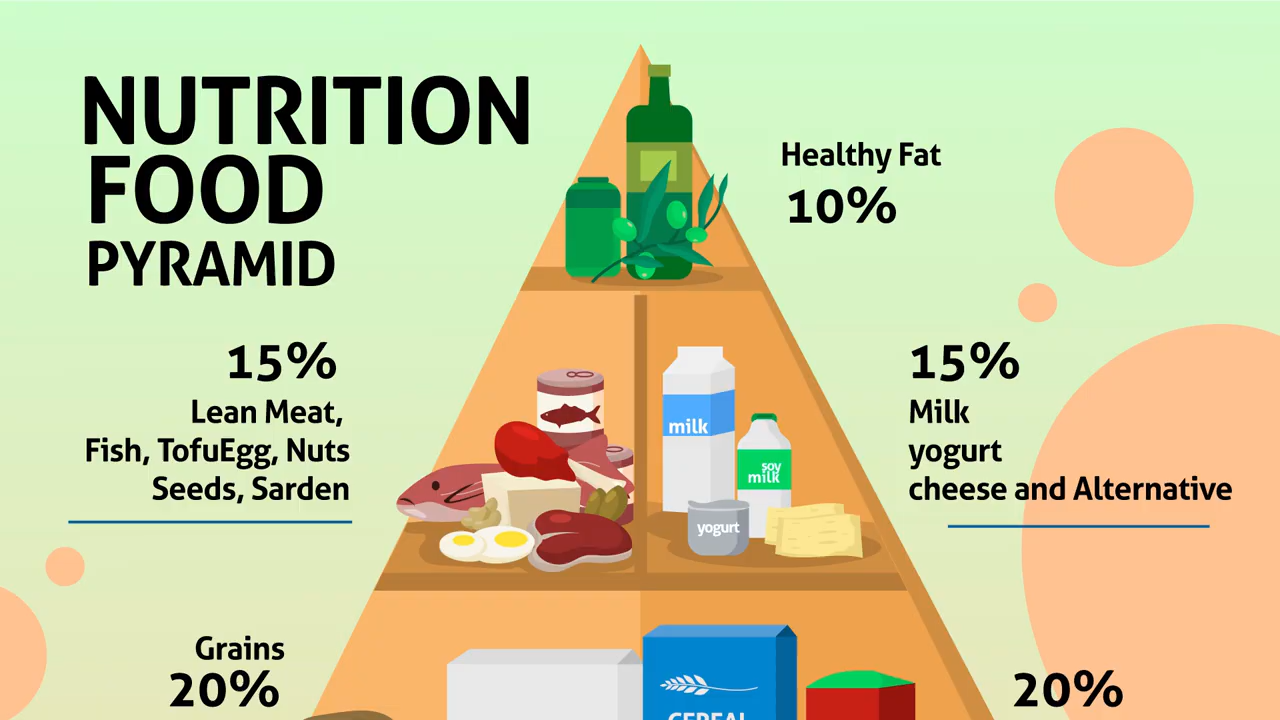 NUTRITION
FOOD
PYRAMID
Healthy Fat
10%
15%
Lean Meat,
Fish, TofuEgg, Nuts
Seeds, Sarden
15%
Milk
yogurt
cheese and Alternative
milk
soy
milk
yogurt
Grains
20%
20%
CEREAL